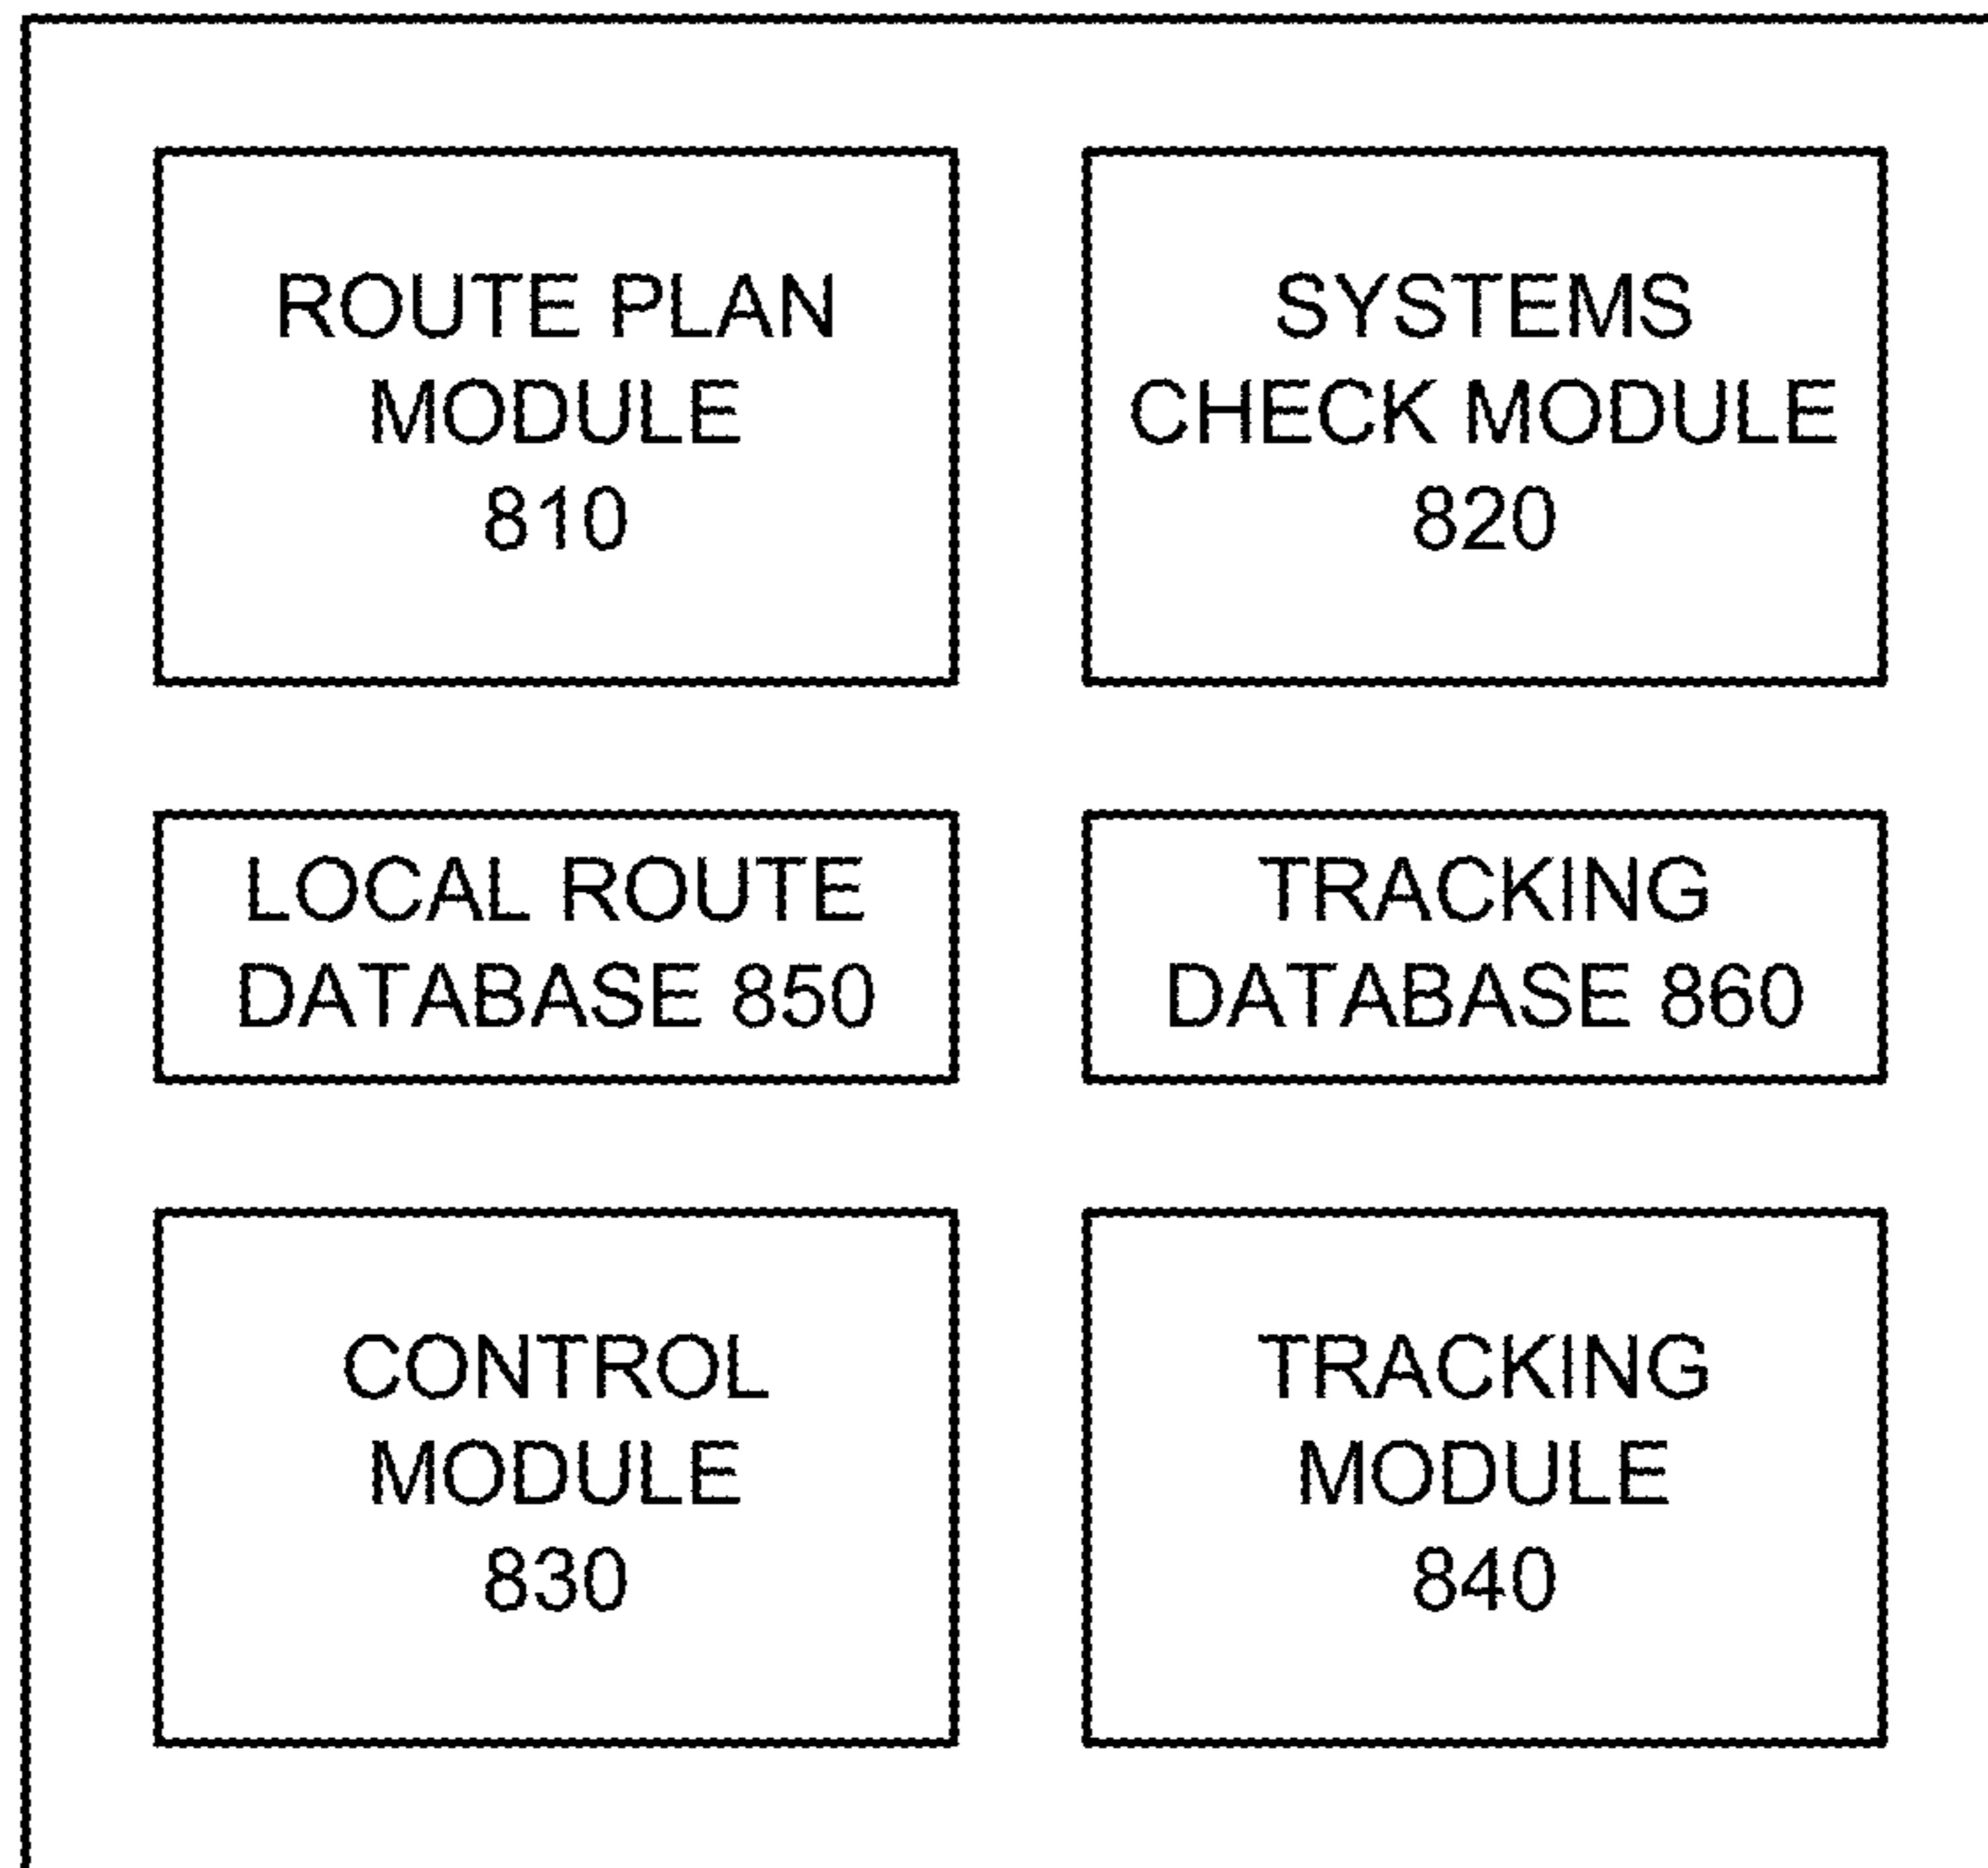 ROUTE PLAN
MODULE
810
SYSTEMS
CHECK MODULE
820
LOCAL ROUTE
DATABASE 850
TRACKING
DATABASE 860
CONTROL
MODULE
830
TRACKING
MODULE
840